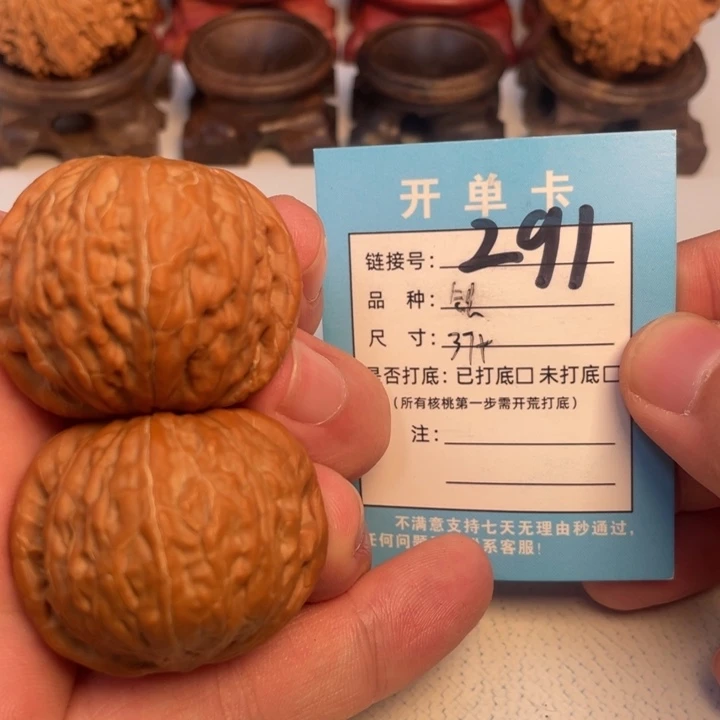 开单卡
链接号: 291
品 种:
尺 寸: 37+
是否打底: 已打底□ 未打底□
(所有核桃第一步需开荒打底)
注:
不满意支持七天无理由秒通过,
任何问题 系客服!